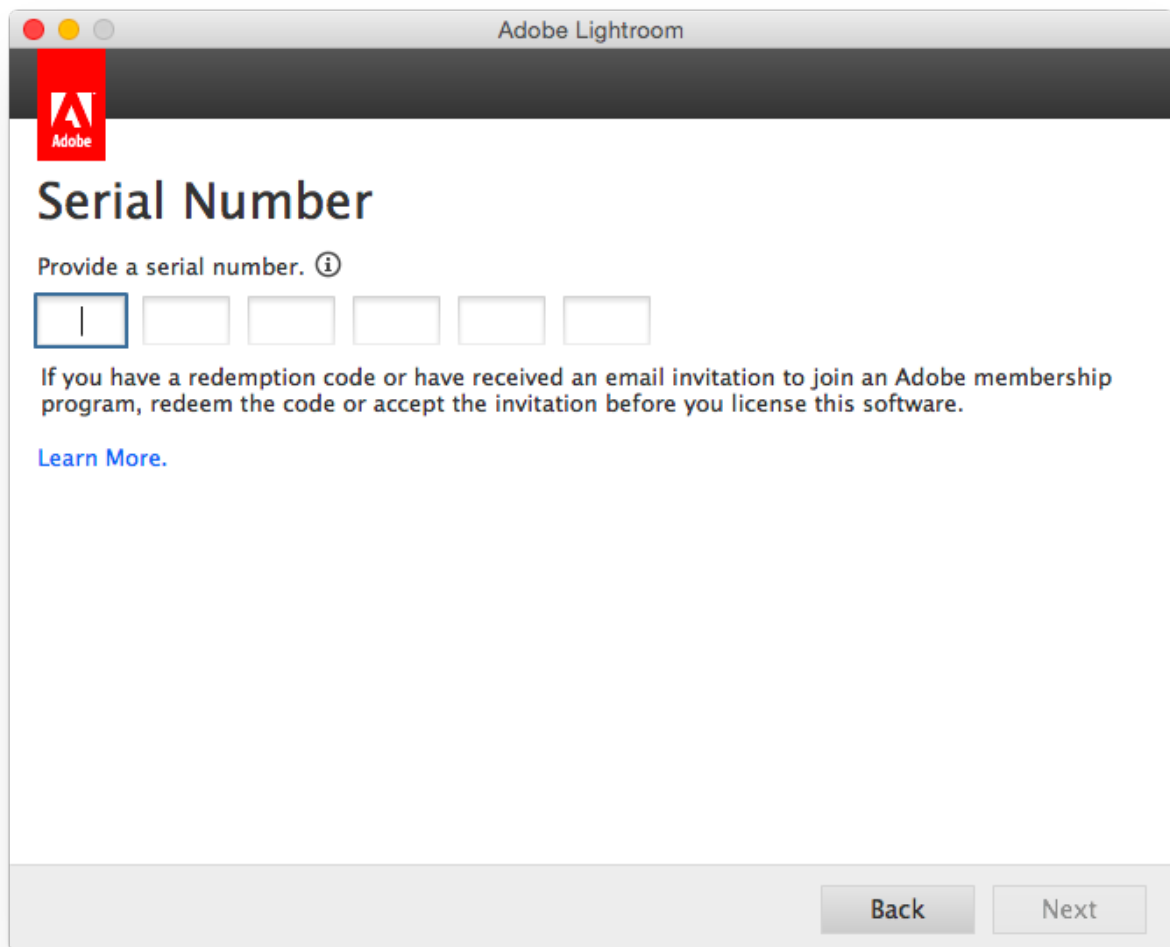 Adobe Lightroom
Adobe
Serial Number
Provide a serial number.
If you have a redemption code or have received an email invitation to join an Adobe membership
program, redeem the code or accept the invitation before you license this software.
Learn More.
Back
Next